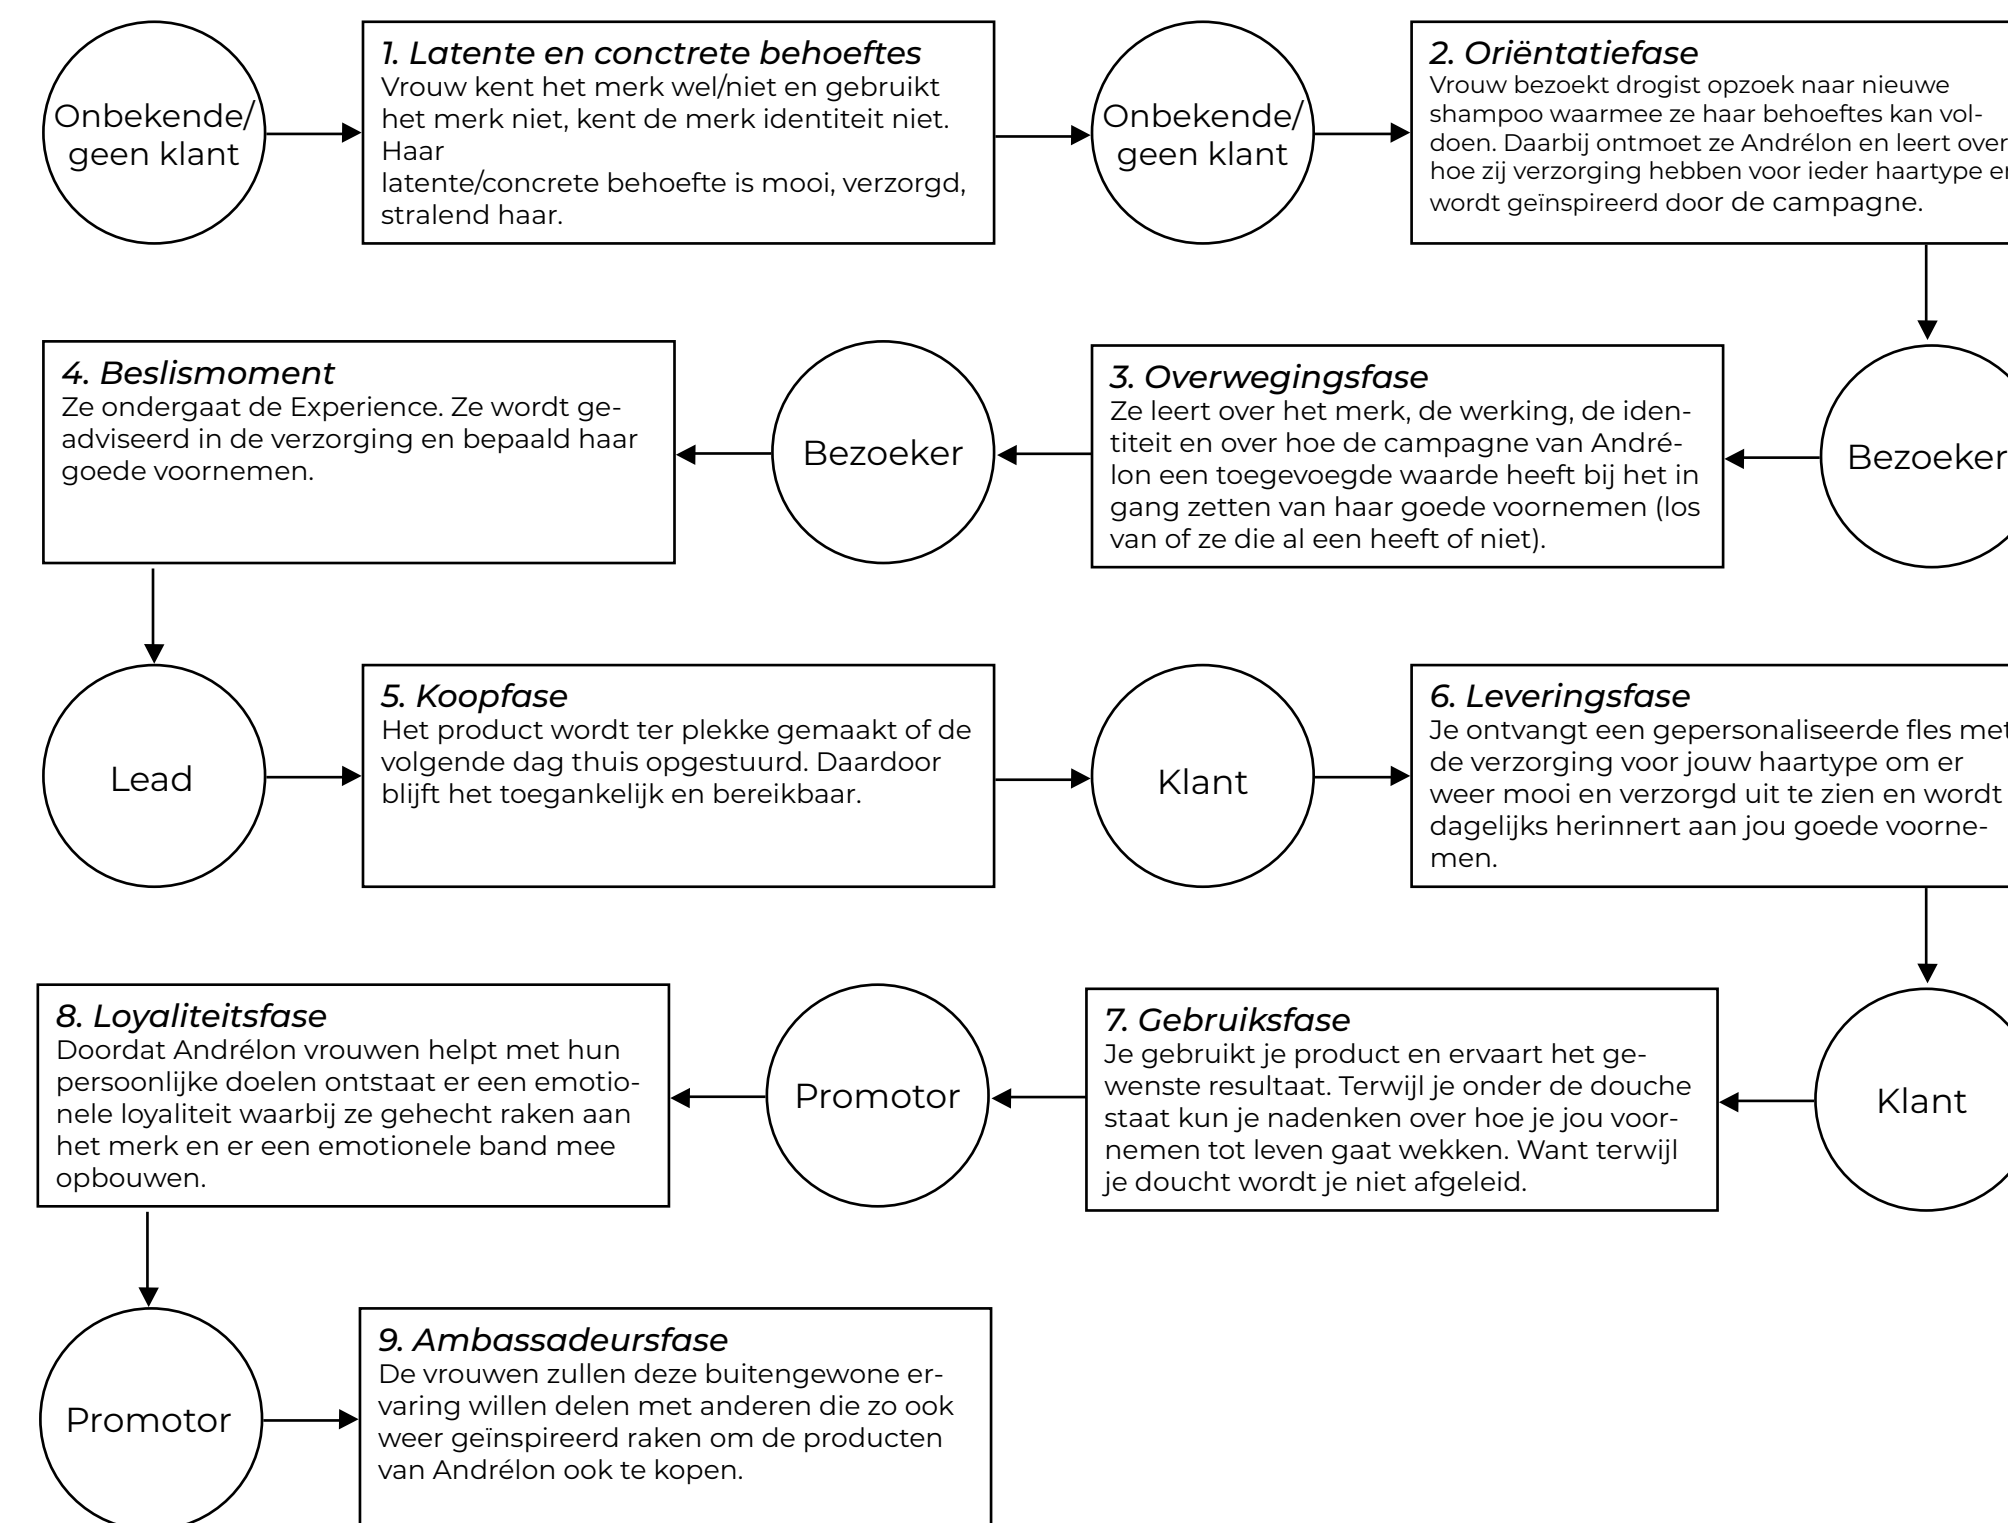 Onbekende/
geen klant
1. Latente en conctrete behoeftes
Vrouw kent het merk wel/niet en gebruikt
het merk niet, kent de merk identiteit niet.
Haar
latente/concrete behoefte is mooi, verzorgd,
stralend haar.
Onbekende/
geen klant
2. Oriëntatiefase
Vrouw bezoekt drogist opzoek naar nieuwe
shampoo waarmee ze haar behoeftes kan vol-
doen. Daarbij ontmoet ze Andrélon en leert over
hoe zij verzorging hebben voor ieder haartype en
wordt geïnspireerd door de campagne.
Bezoeker
3. Overwegingsfase
Ze leert over het merk, de werking, de iden-
titeit en over hoe de campagne van André-
lon een toegevoegde waarde heeft bij het in
gang zetten van haar goede voornemen (los
van of ze die al een heeft of niet).
Bezoeker
4. Beslismoment
Ze ondergaat de Experience. Ze wordt ge-
adviseerd in de verzorging en bepaald haar
goede voornemen.
Lead
5. Koopfase
Het product wordt ter plekke gemaakt of de
volgende dag thuis opgestuurd. Daardoor
blijft het toegankelijk en bereikbaar.
Klant
6. Leveringsfase
Je ontvangt een gepersonaliseerde fles met
de verzorging voor jouw haartype om er
weer mooi en verzorgd uit te zien en wordt
dagelijks herinnert aan jou goede voorne-
men.
Klant
7. Gebruiksfase
Je gebruikt je product en ervaart het ge-
wenste resultaat. Terwijl je onder de douche
staat kun je nadenken over hoe je jou voor-
nemen tot leven gaat wekken. Want terwijl
je doucht wordt je niet afgeleid.
Promotor
8. Loyaliteitsfase
Doordat Andrélon vrouwen helpt met hun
persoonlijke doelen ontstaat er een emotio-
nele loyaliteit waarbij ze gehecht raken aan
het merk en er een emotionele band mee
opbouwen.
Promotor
9. Ambassadeursfase
De vrouwen zullen deze buitengewone er-
varing willen delen met anderen die zo ook
weer geïnspireerd raken om de producten
van Andrélon ook te kopen.